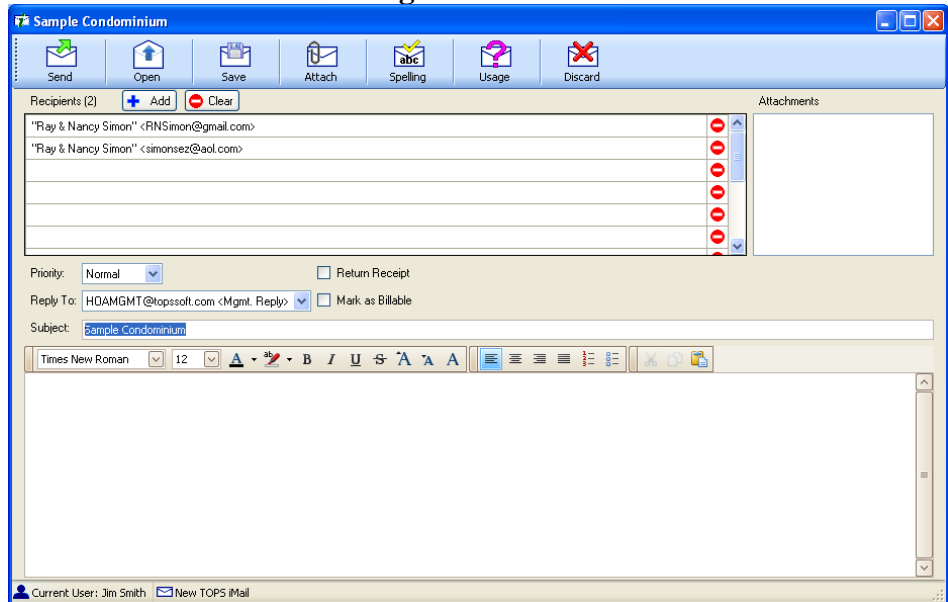 Sample Condominium
Send Open Save Attach Spelling Usage Discard
Recipients (2) Add Clear Attachments
"Ray & Nancy Simon" <RNSimon@gmail.com>
"Ray & Nancy Simon" <simonsez@aol.com>
Priority: Normal Return Receipt
Reply To: HOAMGMT@topssoft.com <Mgmt. Reply> Mark as Billable
Subject: Sample Condominium
Times New Roman 12 A ab B I U S A A A
Current User: Jim Smith New TOPS iMail